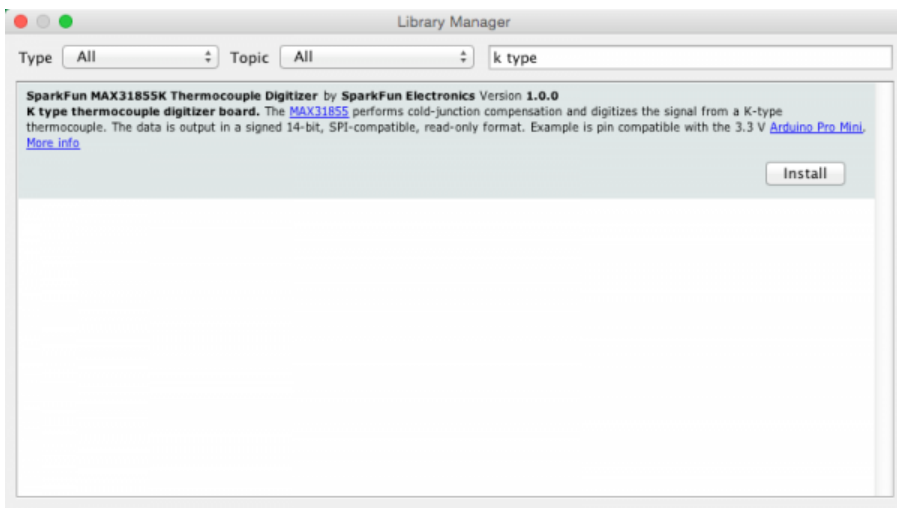 Library Manager
Type All Topic All k type
SparkFun MAX31855K Thermocouple Digitizer by SparkFun Electronics Version 1.0.0
K type thermocouple digitizer board. The MAX31855 performs cold-junction compensation and digitizes the signal from a K-type
thermocouple. The data is output in a signed 14-bit, SPI-compatible, read-only format. Example is pin compatible with the 3.3 V Arduino Pro Mini.
More info
Install